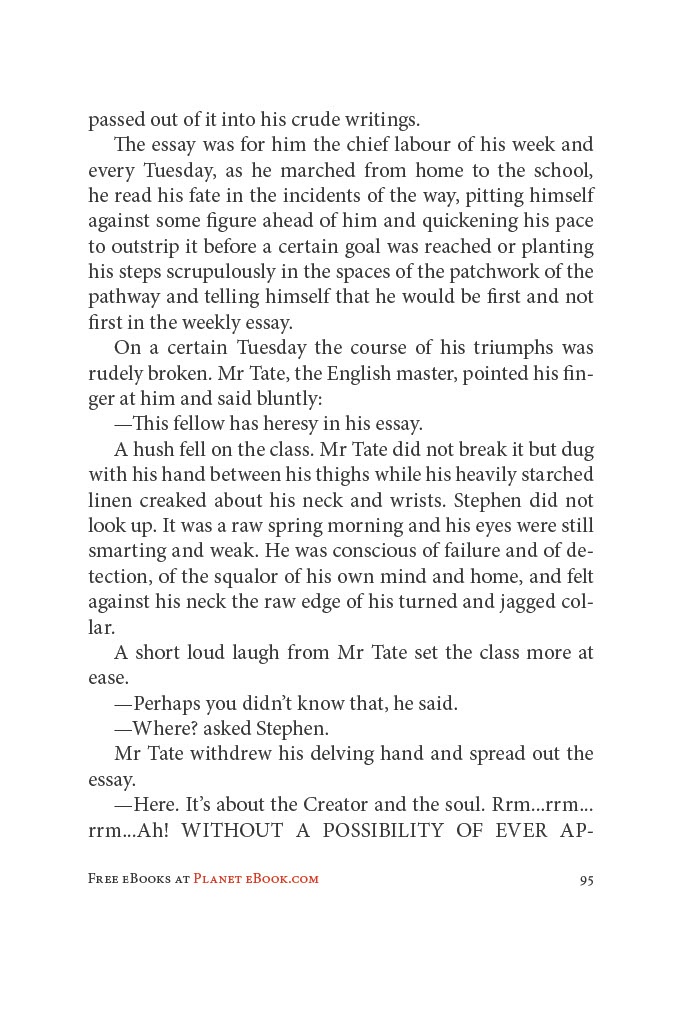 passed out of it into his crude writings.
The essay was for him the chief labour of his week and
every Tuesday, as he marched from home to the school,
he read his fate in the incidents of the way, pitting himself
against some figure ahead of him and quickening his pace
to outstrip it before a certain goal was reached or planting
his steps scrupulously in the spaces of the patchwork of the
pathway and telling himself that he would be first and not
first in the weekly essay.
On a certain Tuesday the course of his triumphs was
rudely broken. Mr Tate, the English master, pointed his fin-
ger at him and said bluntly:
—This fellow has heresy in his essay.
A hush fell on the class. Mr Tate did not break it but dug
with his hand between his thighs while his heavily starched
linen creaked about his neck and wrists. Stephen did not
look up. It was a raw spring morning and his eyes were still
smarting and weak. He was conscious of failure and of de-
tection, of the squalor of his own mind and home, and felt
against his neck the raw edge of his turned and jagged col-
lar.
A short loud laugh from Mr Tate set the class more at
ease.
—Perhaps you didn’t know that, he said.
—Where? asked Stephen.
Mr Tate withdrew his delving hand and spread out the
essay.
—Here. It’s about the Creator and the soul. Rrm...rrm...
rrm...Ah! WITHOUT A POSSIBILITY OF EVER AP-
Free eBooks at Planet eBook.com 95